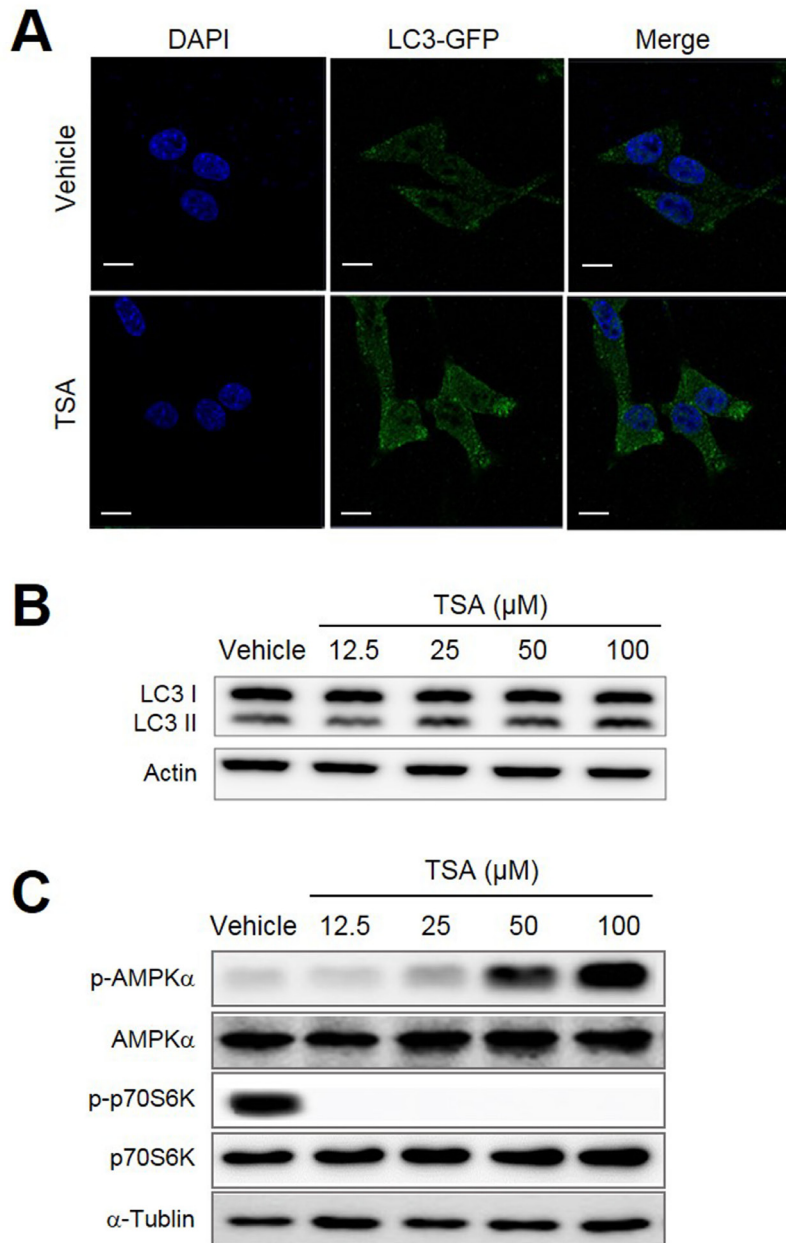 A
DAPI LC3-GFP Merge
Vehicle
TSA
B
TSA (µM)
Vehicle 12.5 25 50 100
LC3 I
LC3 II
Actin
C
TSA (µM)
Vehicle 12.5 25 50 100
p-AMPKα
AMPKα
p-p70S6K
p70S6K
α-Tublin